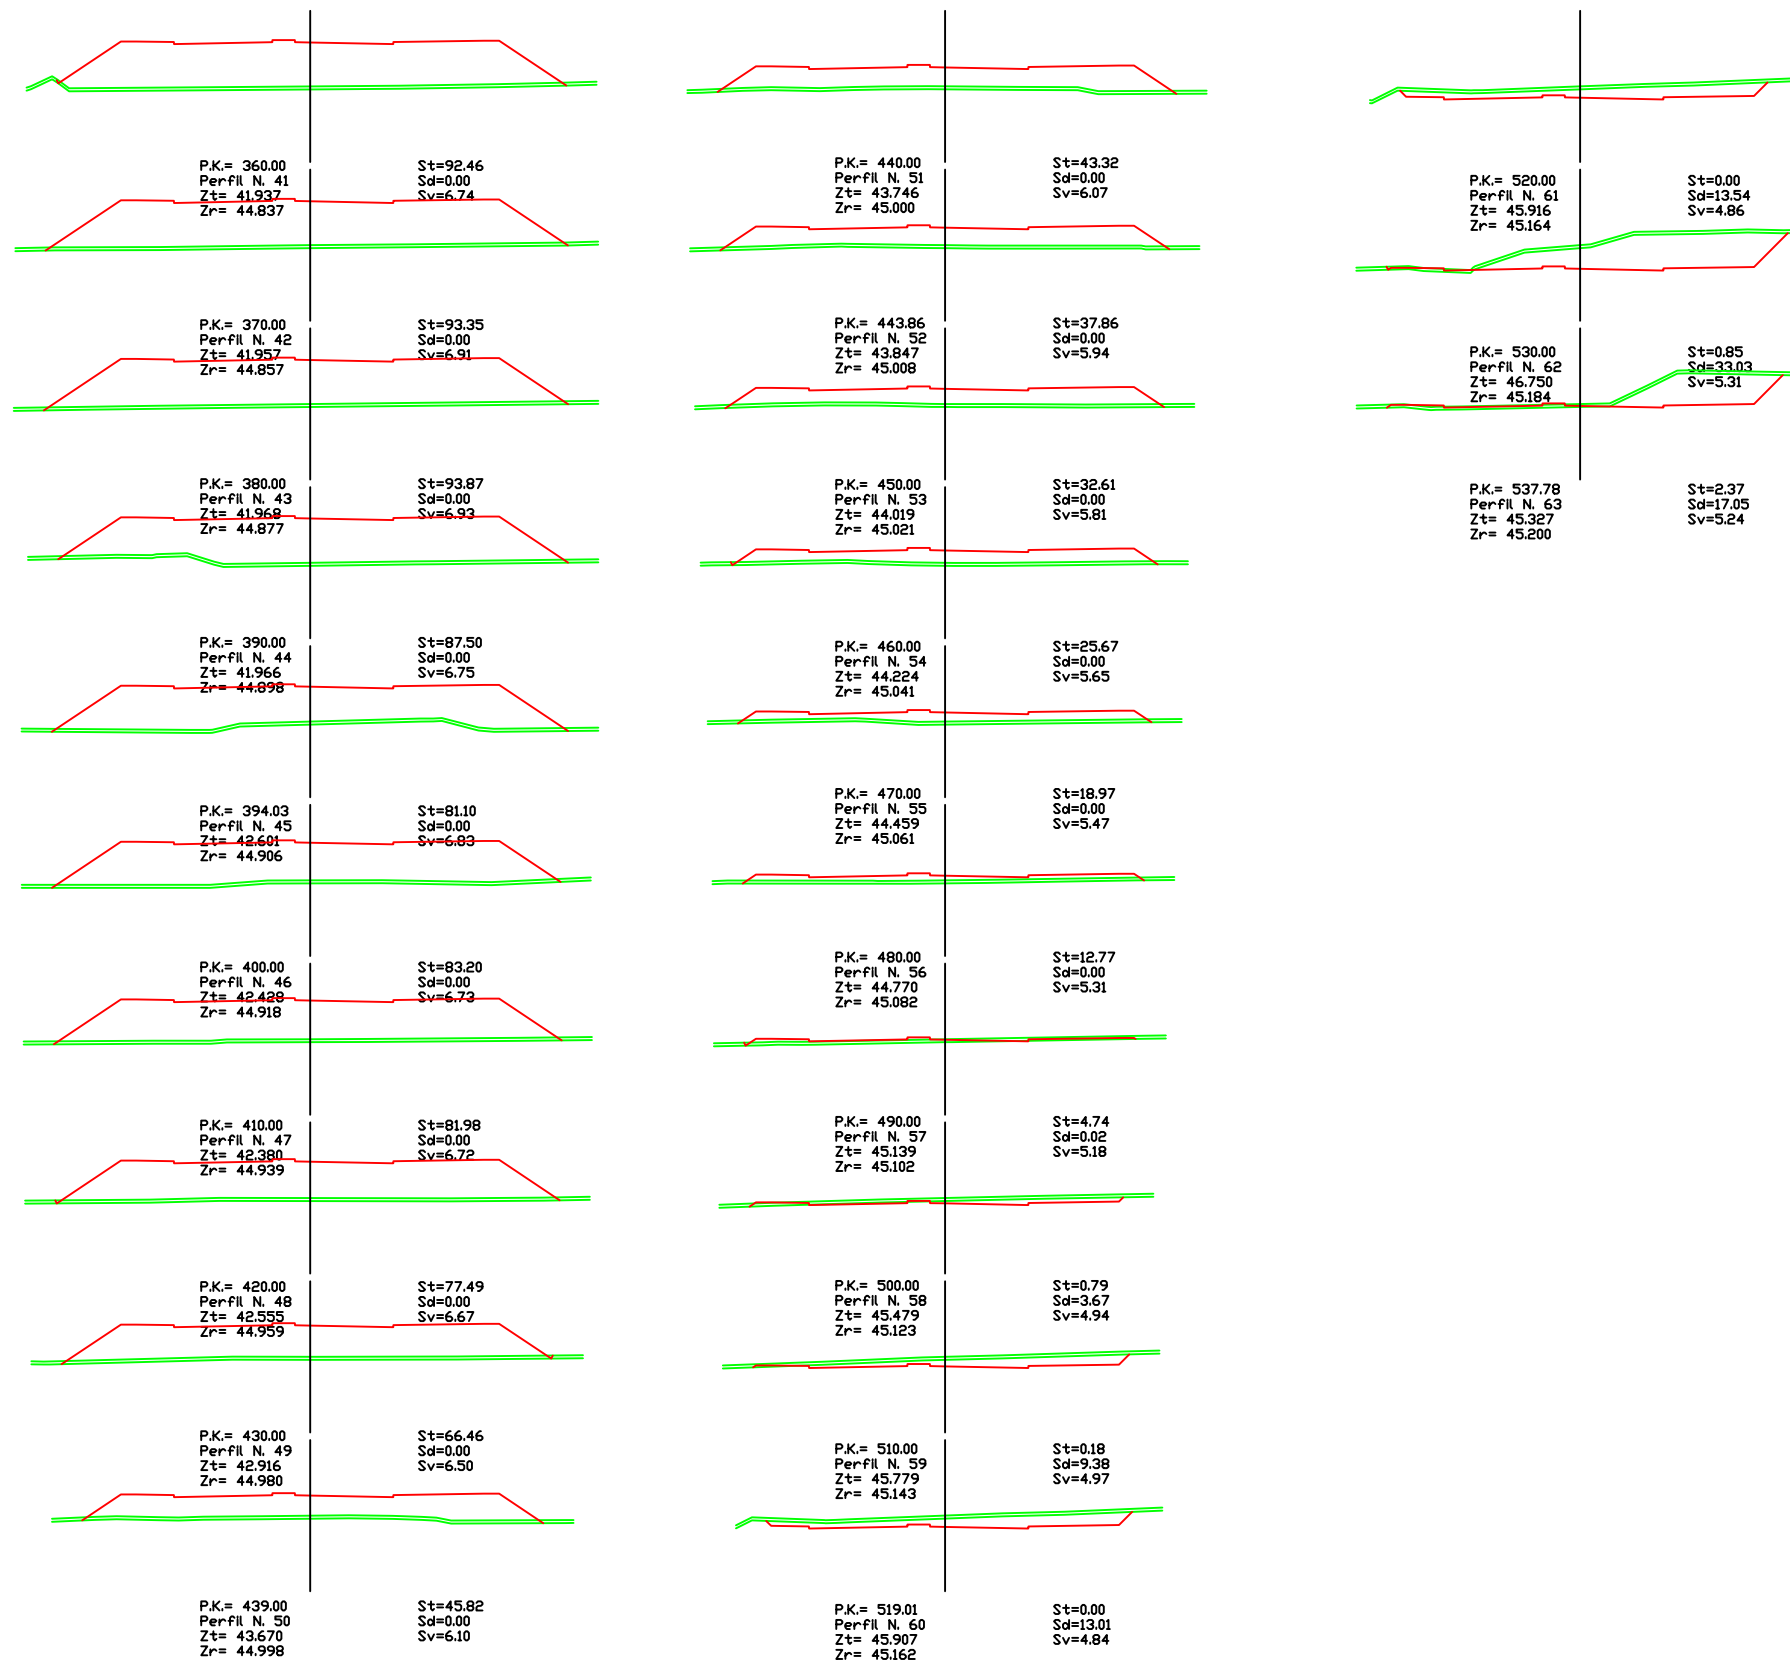 P.K.= 360.00 St=92.46
Perfil N. 41 Sd=0.00
Zt= 41.937 Sv=6.74
Zr= 44.837
P.K.= 370.00 St=93.35
Perfil N. 42 Sd=0.00
Zt= 41.957 Sv=6.91
Zr= 44.857
P.K.= 380.00 St=93.87
Perfil N. 43 Sd=0.00
Zt= 41.968 Sv=6.93
Zr= 44.877
P.K.= 390.00 St=87.50
Perfil N. 44 Sd=0.00
Zt= 41.966 Sv=6.75
Zr= 44.898
P.K.= 394.03 St=81.10
Perfil N. 45 Sd=0.00
Zt= 42.601 Sv=6.83
Zr= 44.906
P.K.= 400.00 St=83.20
Perfil N. 46 Sd=0.00
Zt= 42.428 Sv=6.73
Zr= 44.918
P.K.= 410.00 St=81.98
Perfil N. 47 Sd=0.00
Zt= 42.380 Sv=6.72
Zr= 44.939
P.K.= 420.00 St=77.49
Perfil N. 48 Sd=0.00
Zt= 42.555 Sv=6.67
Zr= 44.959
P.K.= 430.00 St=66.46
Perfil N. 49 Sd=0.00
Zt= 42.916 Sv=6.50
Zr= 44.980
P.K.= 439.00 St=45.82
Perfil N. 50 Sd=0.00
Zt= 43.670 Sv=6.10
Zr= 44.998
P.K.= 440.00 St=43.32
Perfil N. 51 Sd=0.00
Zt= 43.746 Sv=6.07
Zr= 45.000
P.K.= 443.86 St=37.86
Perfil N. 52 Sd=0.00
Zt= 43.847 Sv=5.94
Zr= 45.008
P.K.= 450.00 St=32.61
Perfil N. 53 Sd=0.00
Zt= 44.019 Sv=5.81
Zr= 45.021
P.K.= 460.00 St=25.67
Perfil N. 54 Sd=0.00
Zt= 44.224 Sv=5.65
Zr= 45.041
P.K.= 470.00 St=18.97
Perfil N. 55 Sd=0.00
Zt= 44.459 Sv=5.47
Zr= 45.061
P.K.= 480.00 St=12.77
Perfil N. 56 Sd=0.00
Zt= 44.770 Sv=5.31
Zr= 45.082
P.K.= 490.00 St=4.74
Perfil N. 57 Sd=0.02
Zt= 45.139 Sv=5.18
Zr= 45.102
P.K.= 500.00 St=0.79
Perfil N. 58 Sd=3.67
Zt= 45.479 Sv=4.94
Zr= 45.123
P.K.= 510.00 St=0.18
Perfil N. 59 Sd=9.38
Zt= 45.779 Sv=4.97
Zr= 45.143
P.K.= 519.01 St=0.00
Perfil N. 60 Sd=13.01
Zt= 45.907 Sv=4.84
Zr= 45.162
P.K.= 520.00 St=0.00
Perfil N. 61 Sd=13.54
Zt= 45.916 Sv=4.86
Zr= 45.164
P.K.= 530.00 St=0.85
Perfil N. 62 Sd=33.03
Zt= 46.750 Sv=5.31
Zr= 45.184
P.K.= 537.78 St=2.37
Perfil N. 63 Sd=17.05
Zt= 45.327 Sv=5.24
Zr= 45.200